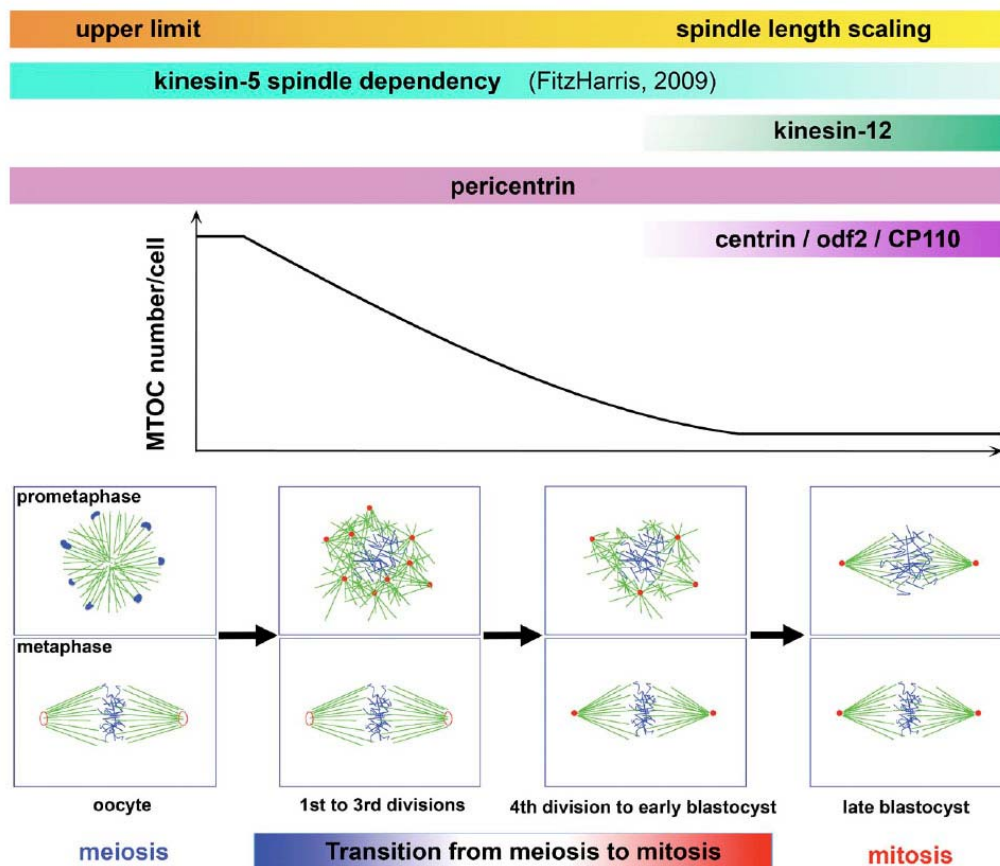 upper limit spindle length scaling
kinesin-5 spindle dependency (FitzHarris, 2009)
kinesin-12
pericentrin
centrin / odf2 / CP110
MTOC number/cell
prometaphase
metaphase
oocyte 1st to 3rd divisions 4th division to early blastocyst late blastocyst
meiosis Transition from meiosis to mitosis mitosis